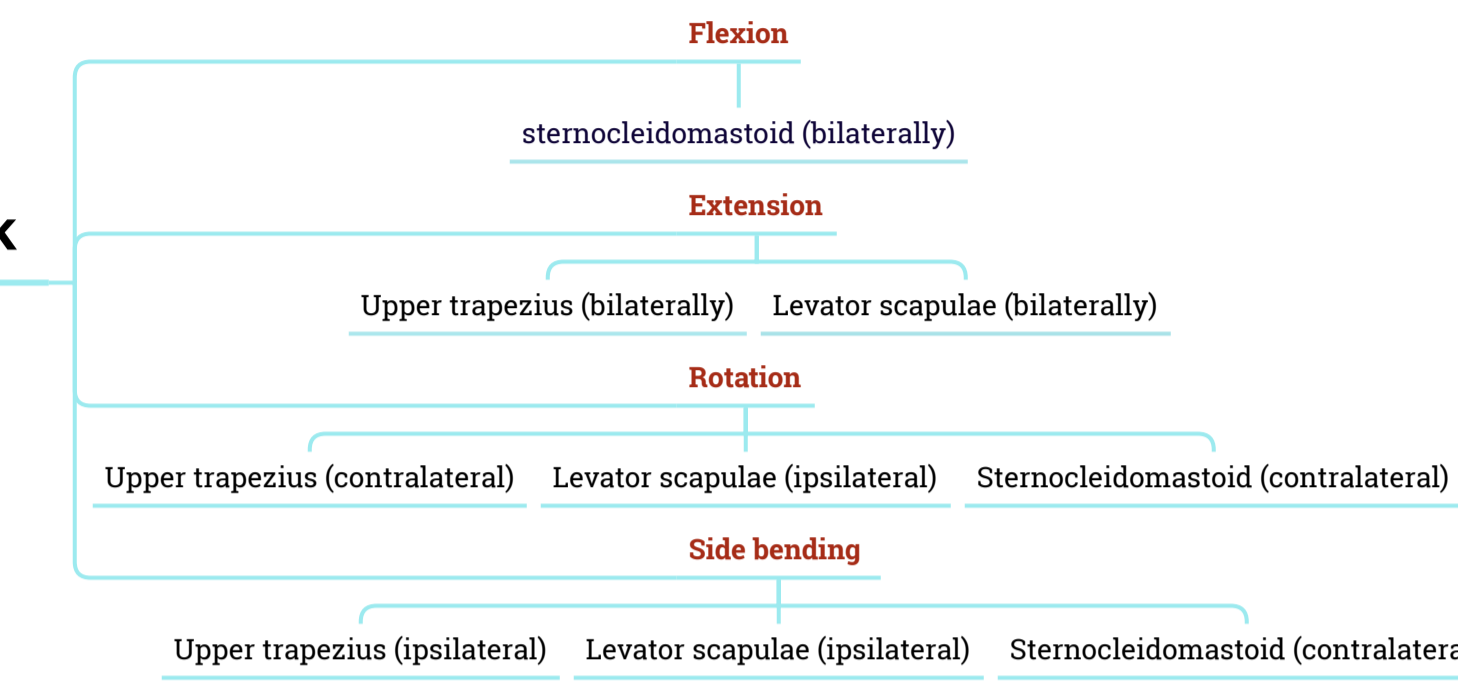 Flexion
sternocleidomastoid (bilaterally)
Extension
Upper trapezius (bilaterally) Levator scapulae (bilaterally)
Rotation
Upper trapezius (contralateral) Levator scapulae (ipsilateral) Sternocleidomastoid (contralateral)
Side bending
Upper trapezius (ipsilateral) Levator scapulae (ipsilateral) Sternocleidomastoid